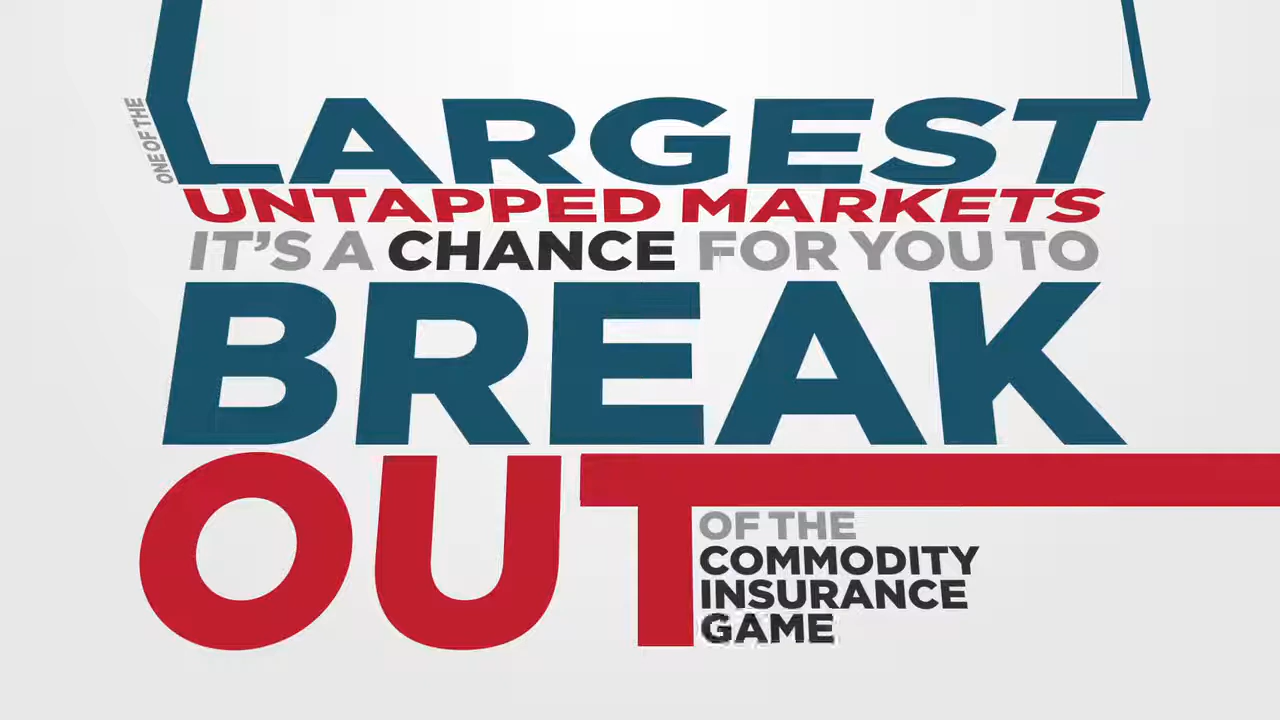 ONE OF THE
LARGEST
UNTAPPED MARKETS
IT'S A CHANCE FOR YOU TO
BREAK
OUT
OF THE
COMMODITY
INSURANCE
GAME